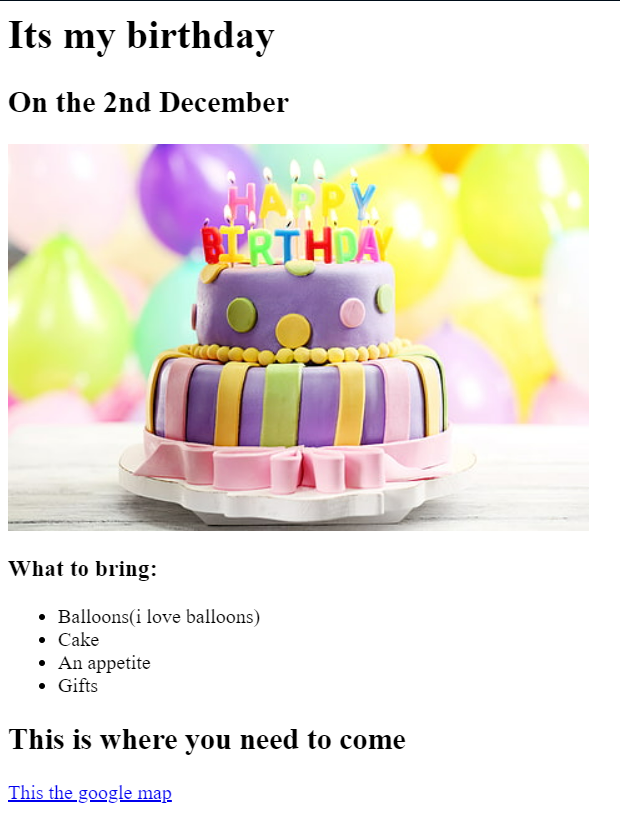 Its my birthday
On the 2nd December
HAPPY
BIRTHDAY
What to bring:
Balloons(i love balloons)
Cake
An appetite
Gifts
This is where you need to come
This the google map